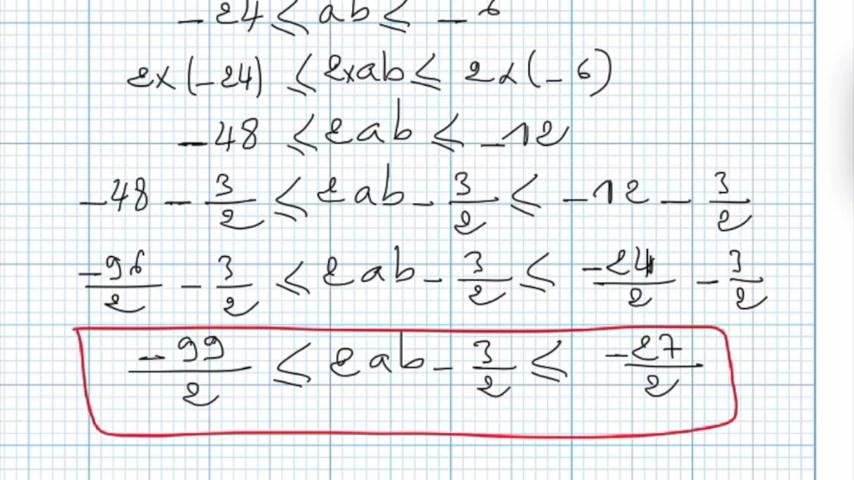 -24 ≤ ab ≤ -6
2×(-24) ≤ 2×ab ≤ 2×(-6)
-48 ≤ 2ab ≤ -12
-48 - 3/2 ≤ 2ab - 3/2 ≤ -12 - 3/2
-96/2 - 3/2 ≤ 2ab - 3/2 ≤ -24/2 - 3/2
-99/2 ≤ 2ab - 3/2 ≤ -27/2